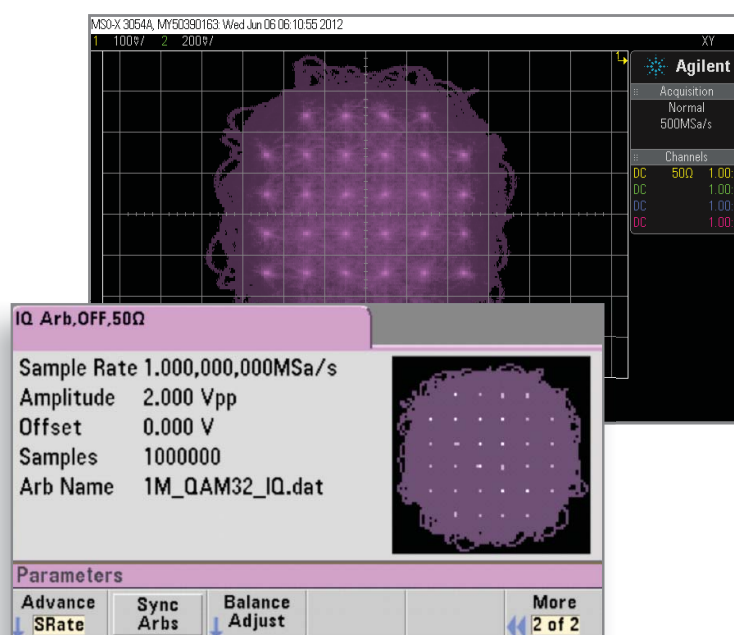 MSO-X 3054A, MY50390163: Wed Jun 06 06:10:55 2012
1 100V/ 2 200V/ XY
Agilent
Acquisition
Normal
500MSa/s
Channels
DC 50Ω 1.00:
DC 1.00:
DC 1.00:
DC 1.00:
IQ Arb,OFF,50Ω
Sample Rate 1.000,000,000MSa/s
Amplitude 2.000 Vpp
Offset 0.000 V
Samples 1000000
Arb Name 1M_QAM32_IQ.dat
Parameters
Advance Sync Balance More
SRate Arbs Adjust 2 of 2